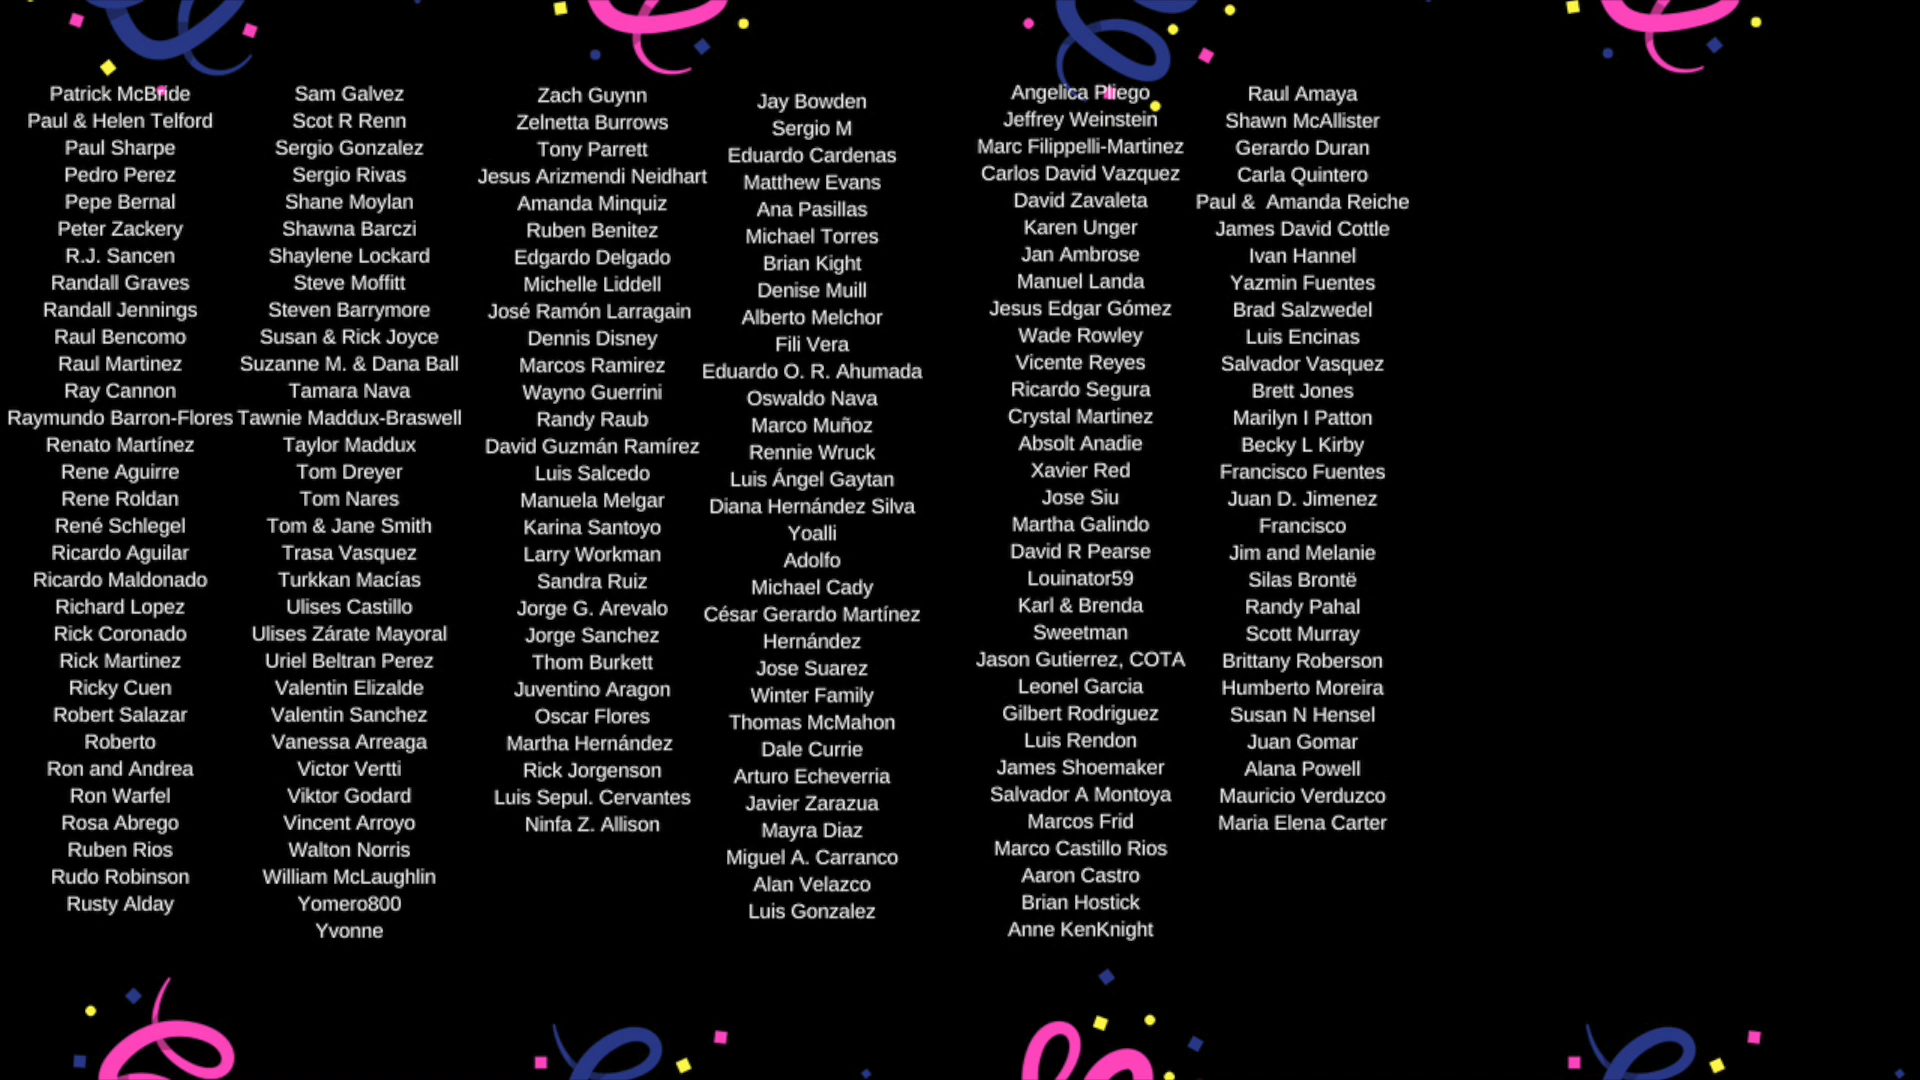 Patrick McBride
Paul & Helen Telford
Paul Sharpe
Pedro Perez
Pepe Bernal
Peter Zackery
R.J. Sancen
Randall Graves
Randall Jennings
Raul Bencomo
Raul Martinez
Ray Cannon
Raymundo Barron-Flores
Renato Martínez
Rene Aguirre
Rene Roldan
René Schlegel
Ricardo Aguilar
Ricardo Maldonado
Richard Lopez
Rick Coronado
Rick Martinez
Ricky Cuen
Robert Salazar
Roberto
Ron and Andrea
Ron Warfel
Rosa Abrego
Ruben Rios
Rudo Robinson
Rusty Alday
Sam Galvez
Scot R Renn
Sergio Gonzalez
Sergio Rivas
Shane Moylan
Shawna Barczi
Shaylene Lockard
Steve Moffitt
Steven Barrymore
Susan & Rick Joyce
Suzanne M. & Dana Ball
Tamara Nava
Tawnie Maddux-Braswell
Taylor Maddux
Tom Dreyer
Tom Nares
Tom & Jane Smith
Trasa Vasquez
Turkkan Macías
Ulises Castillo
Ulises Zárate Mayoral
Uriel Beltran Perez
Valentin Elizalde
Valentin Sanchez
Vanessa Arreaga
Victor Vertti
Viktor Godard
Vincent Arroyo
Walton Norris
William McLaughlin
Yomero800
Yvonne
Zach Guynn
Zelnetta Burrows
Tony Parrett
Jesus Arizmendi Neidhart
Amanda Minquiz
Ruben Benitez
Edgardo Delgado
Michelle Liddell
José Ramón Larragain
Dennis Disney
Marcos Ramirez
Wayno Guerrini
Randy Raub
David Guzmán Ramírez
Luis Salcedo
Manuela Melgar
Karina Santoyo
Larry Workman
Sandra Ruiz
Jorge G. Arevalo
Jorge Sanchez
Thom Burkett
Juventino Aragon
Oscar Flores
Martha Hernández
Rick Jorgenson
Luis Sepul. Cervantes
Ninfa Z. Allison
Jay Bowden
Sergio M
Eduardo Cardenas
Matthew Evans
Ana Pasillas
Michael Torres
Brian Kight
Denise Muill
Alberto Melchor
Fili Vera
Eduardo O. R. Ahumada
Oswaldo Nava
Marco Muñoz
Rennie Wruck
Luis Ángel Gaytan
Diana Hernández Silva
Yoalli
Adolfo
Michael Cady
César Gerardo Martínez
Hernández
Jose Suarez
Winter Family
Thomas McMahon
Dale Currie
Arturo Echeverria
Javier Zarazua
Mayra Diaz
Miguel A. Carranco
Alan Velazco
Luis Gonzalez
Angelica Pliego
Jeffrey Weinstein
Marc Filippelli-Martinez
Carlos David Vazquez
David Zavaleta
Karen Unger
Jan Ambrose
Manuel Landa
Jesus Edgar Gómez
Wade Rowley
Vicente Reyes
Ricardo Segura
Crystal Martinez
Absolt Anadie
Xavier Red
Jose Siu
Martha Galindo
David R Pearse
Louinator59
Karl & Brenda
Sweetman
Jason Gutierrez, COTA
Leonel Garcia
Gilbert Rodriguez
Luis Rendon
James Shoemaker
Salvador A Montoya
Marcos Frid
Marco Castillo Rios
Aaron Castro
Brian Hostick
Anne KenKnight
Raul Amaya
Shawn McAllister
Gerardo Duran
Carla Quintero
Paul & Amanda Reiche
James David Cottle
Ivan Hannel
Yazmin Fuentes
Brad Salzwedel
Luis Encinas
Salvador Vasquez
Brett Jones
Marilyn I Patton
Becky L Kirby
Francisco Fuentes
Juan D. Jimenez
Francisco
Jim and Melanie
Silas Brontë
Randy Pahal
Scott Murray
Brittany Roberson
Humberto Moreira
Susan N Hensel
Juan Gomar
Alana Powell
Mauricio Verduzco
Maria Elena Carter